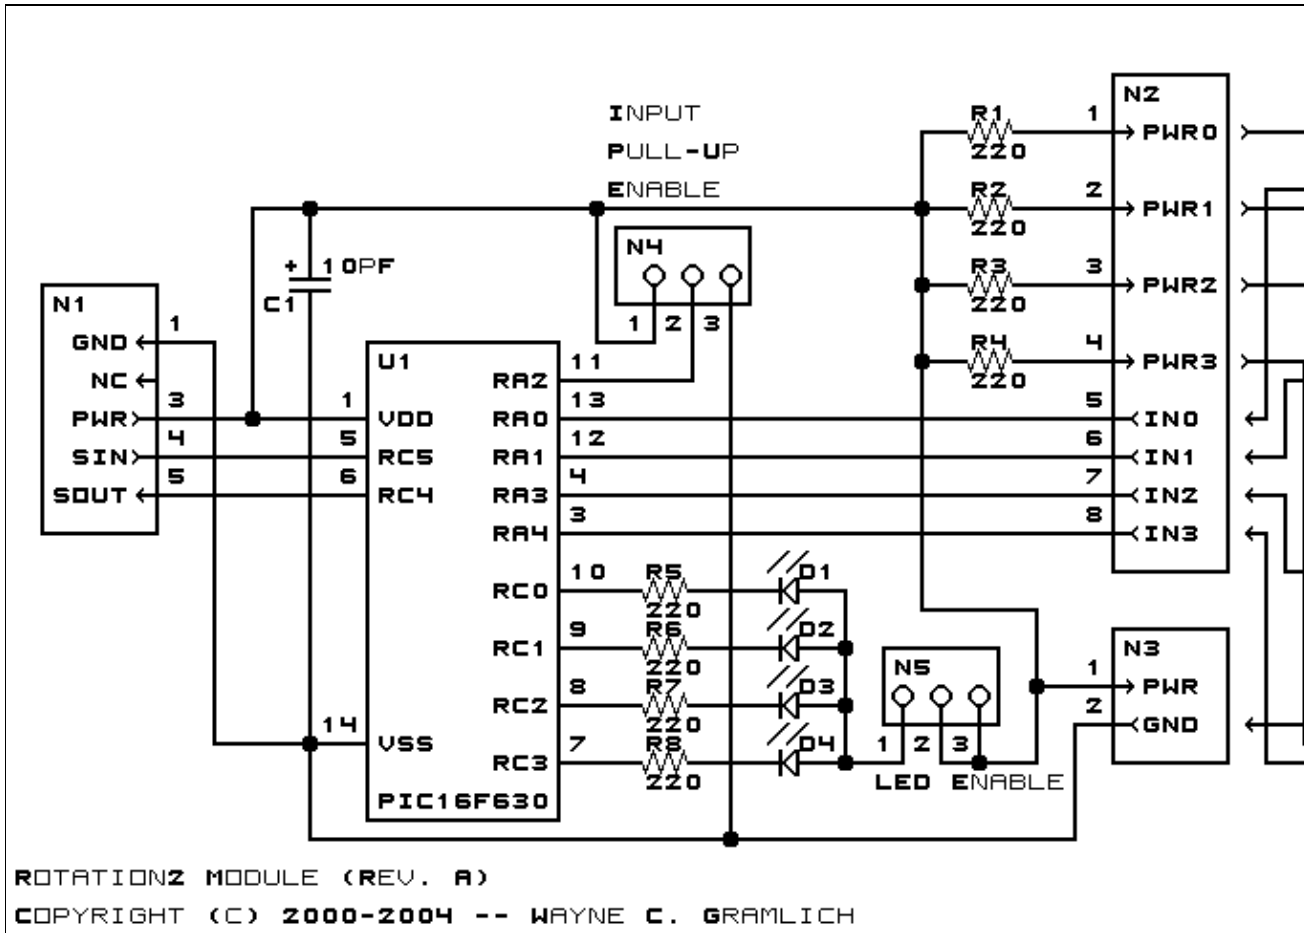 INPUT
PULL-UP
ENABLE
N4
1 2 3
+ 10PF
C1
N1
GND 1
NC
PWR 3
SIN 4
SOUT 5
U1
1 VDD
5 RC5
6 RC4
14 VSS
RA2 11
RA0 13
RA1 12
RA3 4
RA4 3
RC0 10
RC1 9
RC2 8
RC3 7
PIC16F630
R1
220
R2
220
R3
220
R4
220
N2
1 PWR0
2 PWR1
3 PWR2
4 PWR3
5 IN0
6 IN1
7 IN2
8 IN3
R5 D1
220
R6 D2
220
R7 D3
220
R8 D4
220
N5
1 2 3
LED ENABLE
N3
1 PWR
2 GND
ROTATION2 MODULE (REV. A)
COPYRIGHT (C) 2000-2004 -- WAYNE C. GRAMLICH